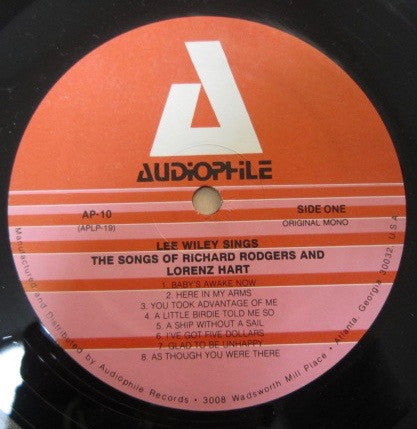 AUDIOPHILE
AP-10
(APLP-19)
SIDE ONE
ORIGINAL MONO
LEE WILEY SINGS
THE SONGS OF RICHARD RODGERS AND
LORENZ HART
1. BABY'S AWAKE NOW
2. HERE IN MY ARMS
3. YOU TOOK ADVANTAGE OF ME
4. A LITTLE BIRDIE TOLD ME SO
5. A SHIP WITHOUT A SAIL
6. I'VE GOT FIVE DOLLARS
7. GLAD TO BE UNHAPPY
8. AS THOUGH YOU WERE THERE
Manufactured and Distributed by Audiophile Records • 3008 Wadsworth Mill Place • Atlanta, Georgia 30032, U S A